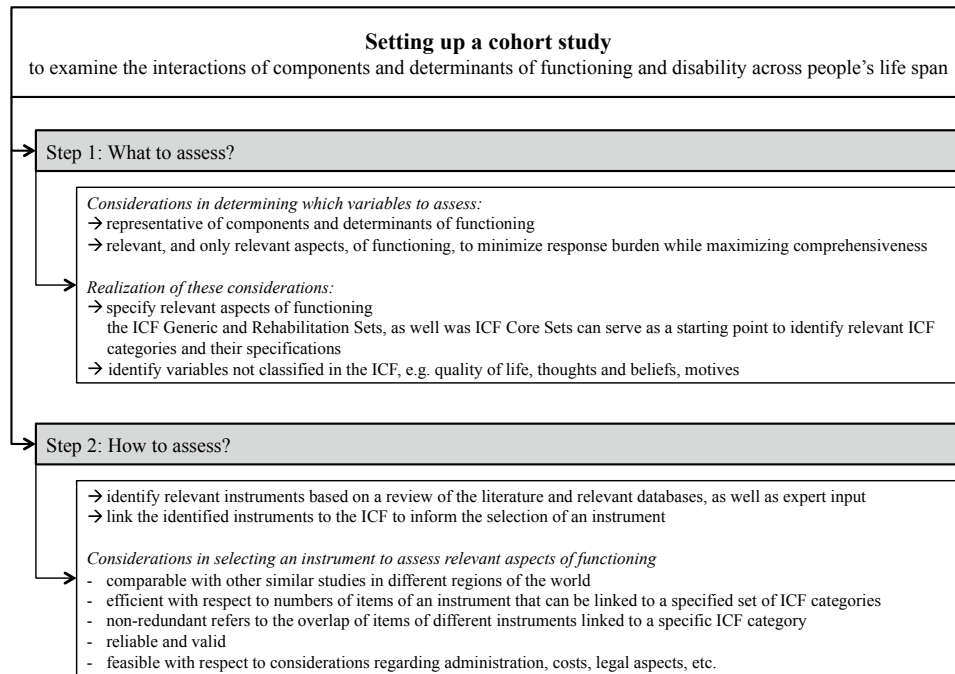 Setting up a cohort study
to examine the interactions of components and determinants of functioning and disability across people's life span
Step 1: What to assess?
Considerations in determining which variables to assess:
→ representative of components and determinants of functioning
→ relevant, and only relevant aspects, of functioning, to minimize response burden while maximizing comprehensiveness
Realization of these considerations:
→ specify relevant aspects of functioning
the ICF Generic and Rehabilitation Sets, as well was ICF Core Sets can serve as a starting point to identify relevant ICF
categories and their specifications
→ identify variables not classified in the ICF, e.g. quality of life, thoughts and beliefs, motives
Step 2: How to assess?
→ identify relevant instruments based on a review of the literature and relevant databases, as well as expert input
→ link the identified instruments to the ICF to inform the selection of an instrument
Considerations in selecting an instrument to assess relevant aspects of functioning
- comparable with other similar studies in different regions of the world
- efficient with respect to numbers of items of an instrument that can be linked to a specified set of ICF categories
- non-redundant refers to the overlap of items of different instruments linked to a specific ICF category
- reliable and valid
- feasible with respect to considerations regarding administration, costs, legal aspects, etc.